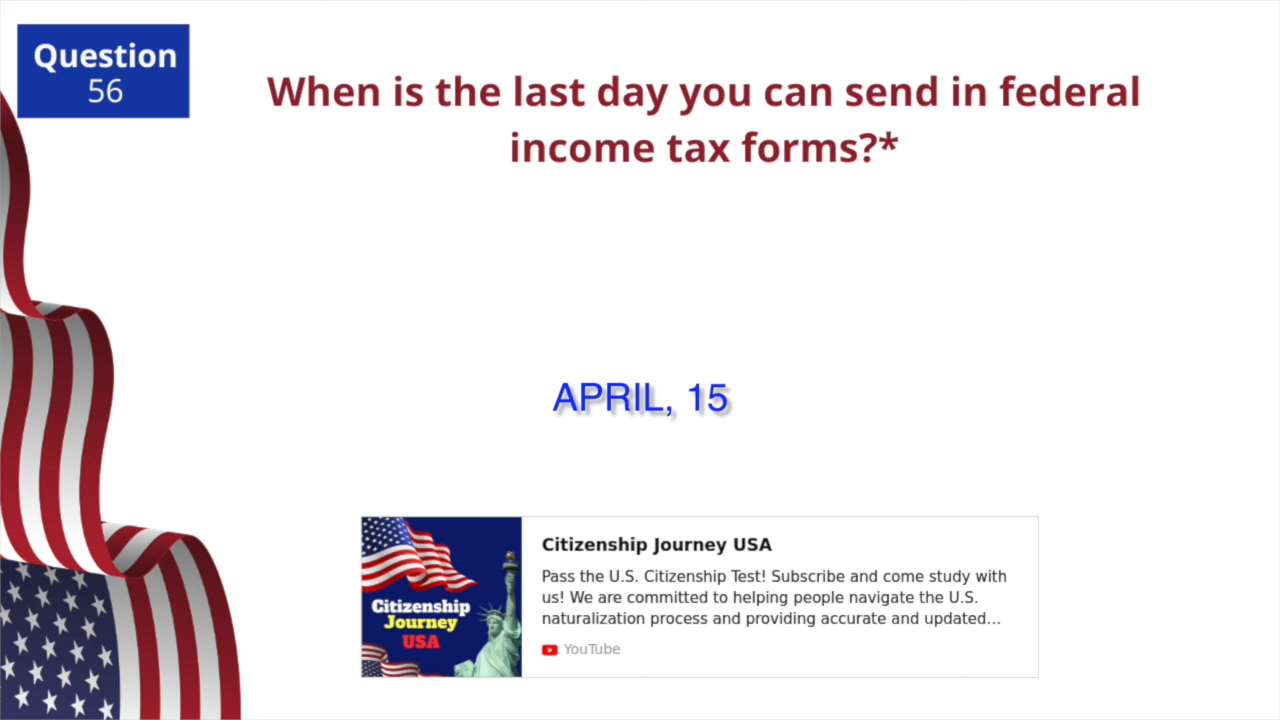 Question
56
When is the last day you can send in federal
income tax forms?*
APRIL, 15
Citizenship
Journey
USA
Citizenship Journey USA
Pass the U.S. Citizenship Test! Subscribe and come study with
us! We are committed to helping people navigate the U.S.
naturalization process and providing accurate and updated...
YouTube